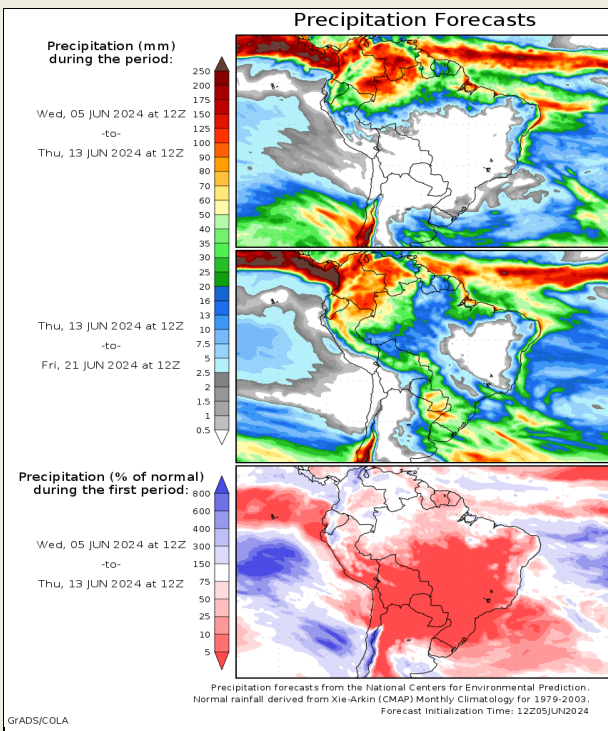 Precipitation Forecasts
Precipitation (mm)
during the period:
Wed, 05 JUN 2024 at 12Z
-to-
Thu, 13 JUN 2024 at 12Z
250
200
175
150
125
100
90
80
70
60
50
40
35
30
25
20
16
13
10
7.5
5
2.5
2
1.5
1
0.5
Thu, 13 JUN 2024 at 12Z
-to-
Fri, 21 JUN 2024 at 12Z
Precipitation (% of normal)
during the first period:
Wed, 05 JUN 2024 at 12Z
-to-
Thu, 13 JUN 2024 at 12Z
800
600
400
300
150
75
50
25
10
5
Precipitation forecasts from the National Centers for Environmental Prediction.
Normal rainfall derived from Xie-Arkin (CMAP) Monthly Climatology for 1979-2003.
Forecast Initialization Time: 12Z05JUN2024
GrADS/COLA